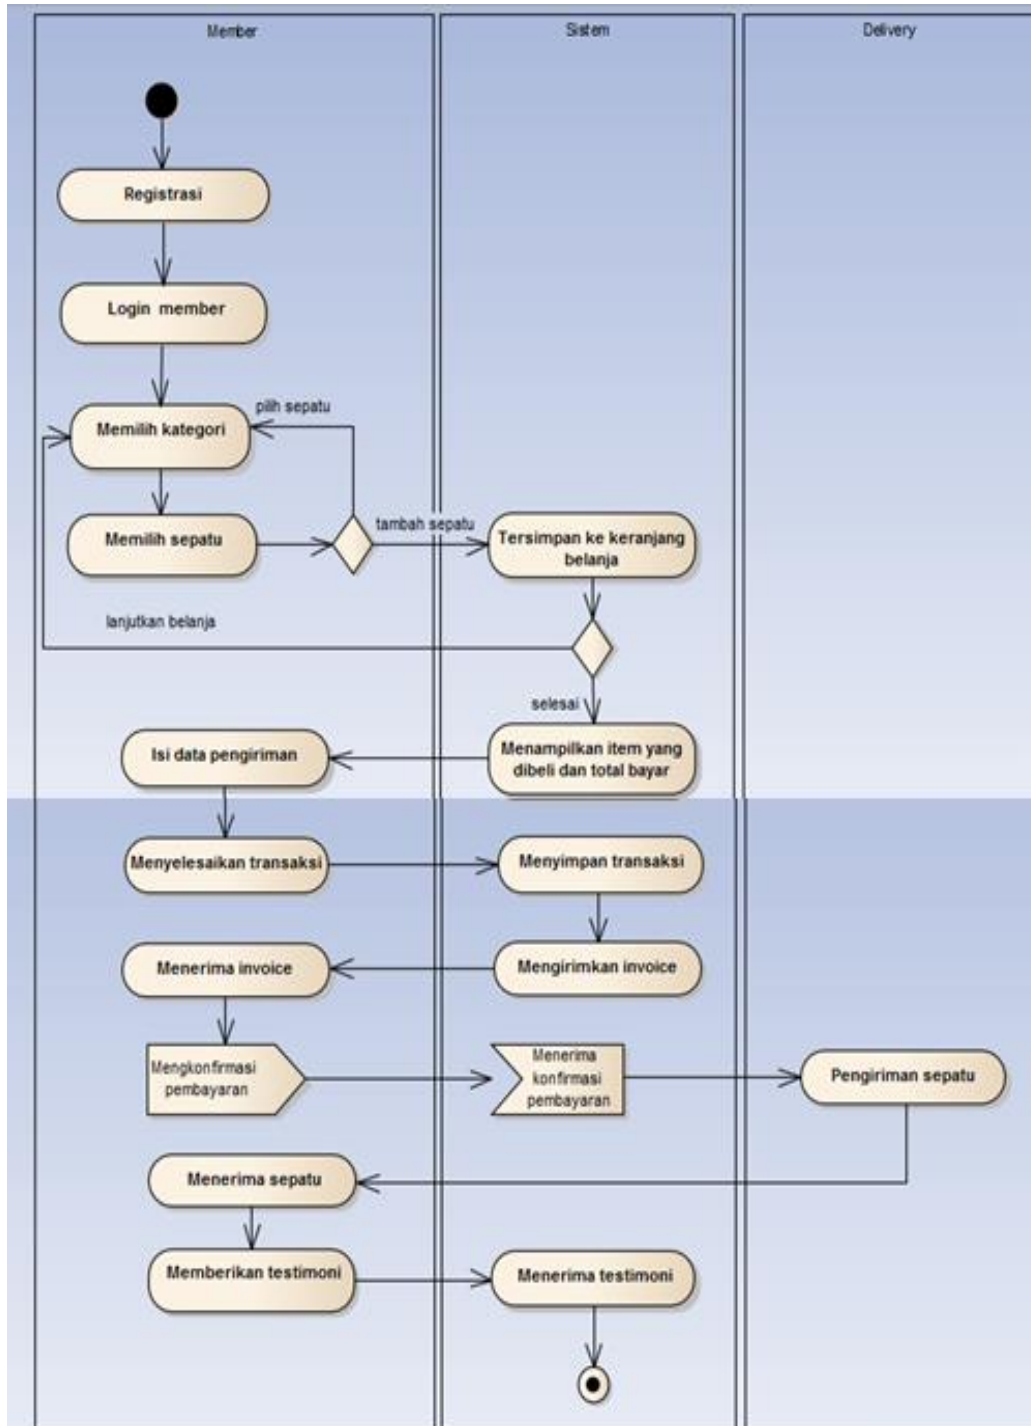 Member
Sistem
Delivery
Registrasi
Login member
pilih sepatu
Memilih kategori
Memilih sepatu
tambah sepatu
Tersimpan ke keranjang
belanja
lanjutkan belanja
selesai
Isi data pengiriman
Menampilkan item yang
dibeli dan total bayar
Menyelesaikan transaksi
Menyimpan transaksi
Menerima invoice
Mengirimkan invoice
Mengkonfirmasi
pembayaran
Menerima
konfirmasi
pembayaran
Pengiriman sepatu
Menerima sepatu
Memberikan testimoni
Menerima testimoni